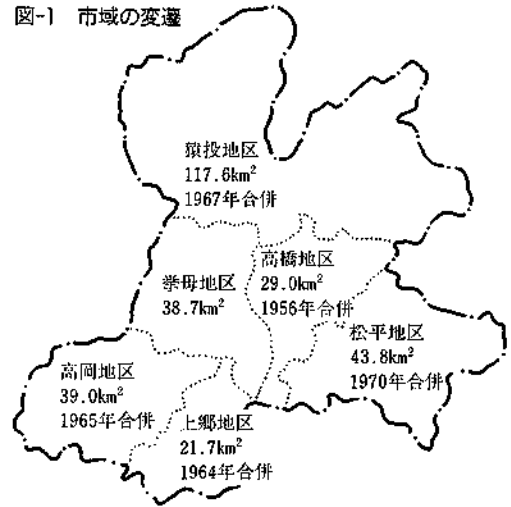 図-1 市域の変遷
猿投地区
117.6km²
1967年合併
高橋地区
29.0km²
1956年合併
挙母地区
38.7km²
松平地区
43.8km²
1970年合併
高岡地区
39.0km²
1965年合併
上郷地区
21.7km²
1964年合併